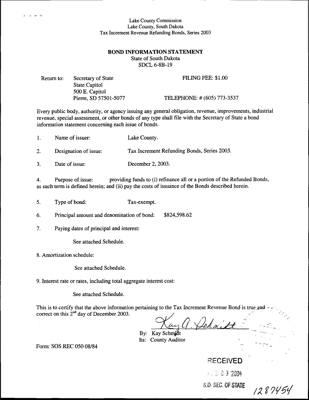 Lake County Commission
Lake County, South Dakota
Tax Increment Revenue Refunding Bonds, Series 2003
BOND INFORMATION STATEMENT
State of South Dakota
SDCL 6-8B-19
Return to: Secretary of State FILING FEE: $1.00
State Capitol
500 E. Capitol
Pierre, SD 57501-5077 TELEPHONE: # (605) 773-3537
Every public body, authority, or agency issuing any general obligation, revenue, improvements, industrial
revenue, special assessment, or other bonds of any type shall file with the Secretary of State a bond
information statement concerning each issue of bonds.
1. Name of issuer: Lake County.
2. Designation of issue: Tax Increment Revenue Refunding Bonds, Series 2003.
3. Date of issue: December 2, 2003.
4. Purpose of issue: providing funds to (i) refinance all or a portion of the Refunded Bonds,
as such term is defined herein; and (ii) pay the costs of issuance of the Bonds described herein.
5. Type of bond: Tax-exempt.
6. Principal amount and denomination of bond: $824,598.62
7. Paying dates of principal and interest:
See attached Schedule.
8. Amortization schedule:
See attached Schedule.
9. Interest rate or rates, including total aggregate interest cost:
See attached Schedule.
This is to certify that the above information pertaining to the Tax Increment Revenue Bond is true and
correct on this 2nd day of December 2003.
Kay A. Schmidt
By: Kay Schmidt
Its: County Auditor
Form: SOS REC 050 08/84
RECEIVED
03 2004
S.D. SEC. OF STATE
1287454